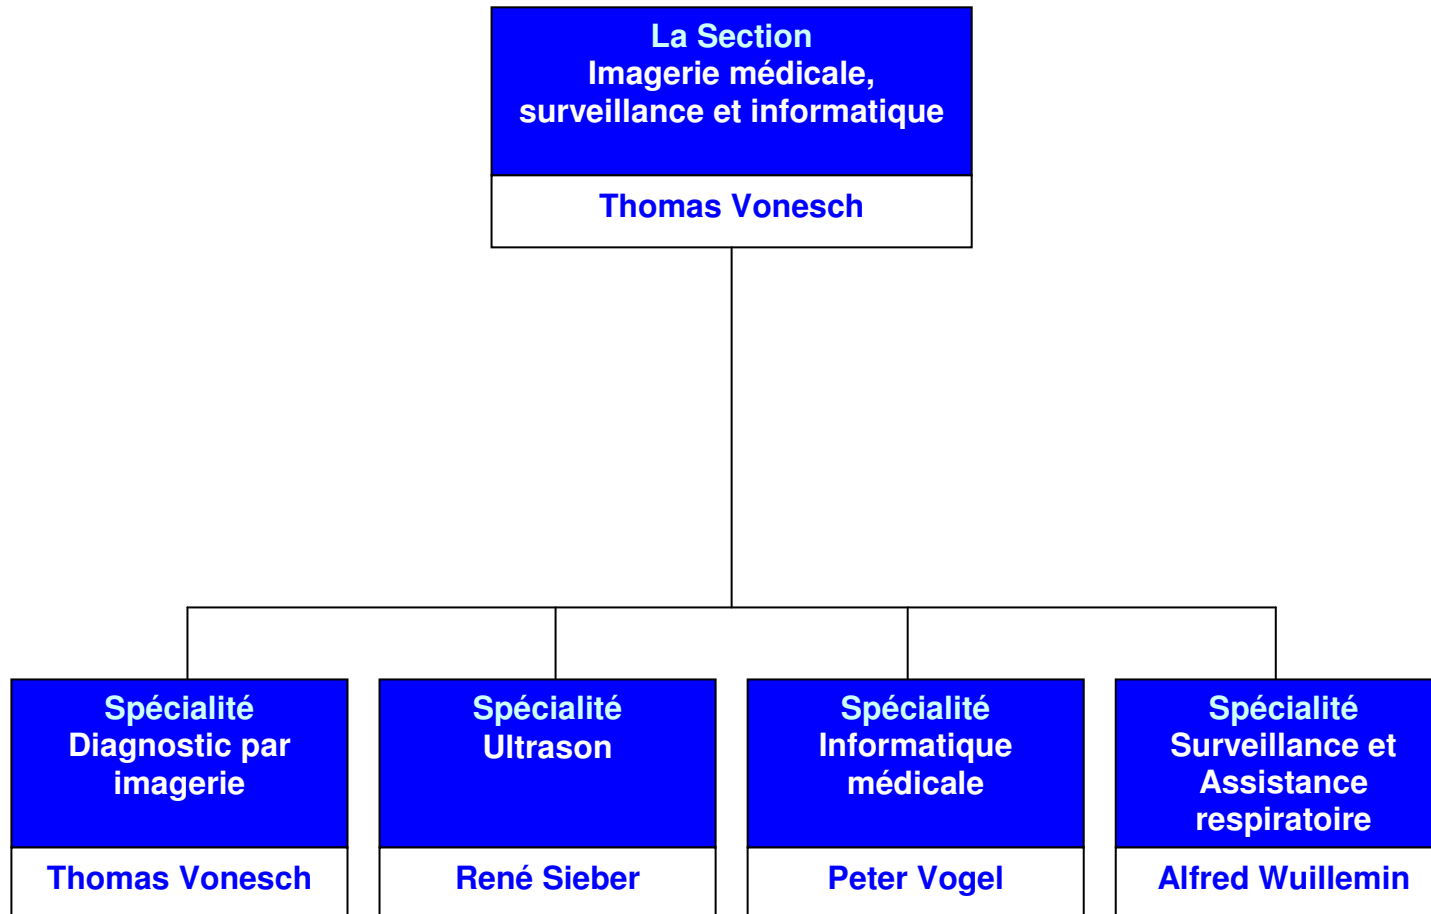 La Section
Imagerie médicale,
surveillance et informatique
Thomas Vonesch
Spécialité
Diagnostic par
imagerie
Thomas Vonesch
Spécialité
Ultrason
René Sieber
Spécialité
Informatique
médicale
Peter Vogel
Spécialité
Surveillance et
Assistance
respiratoire
Alfred Wuillemin